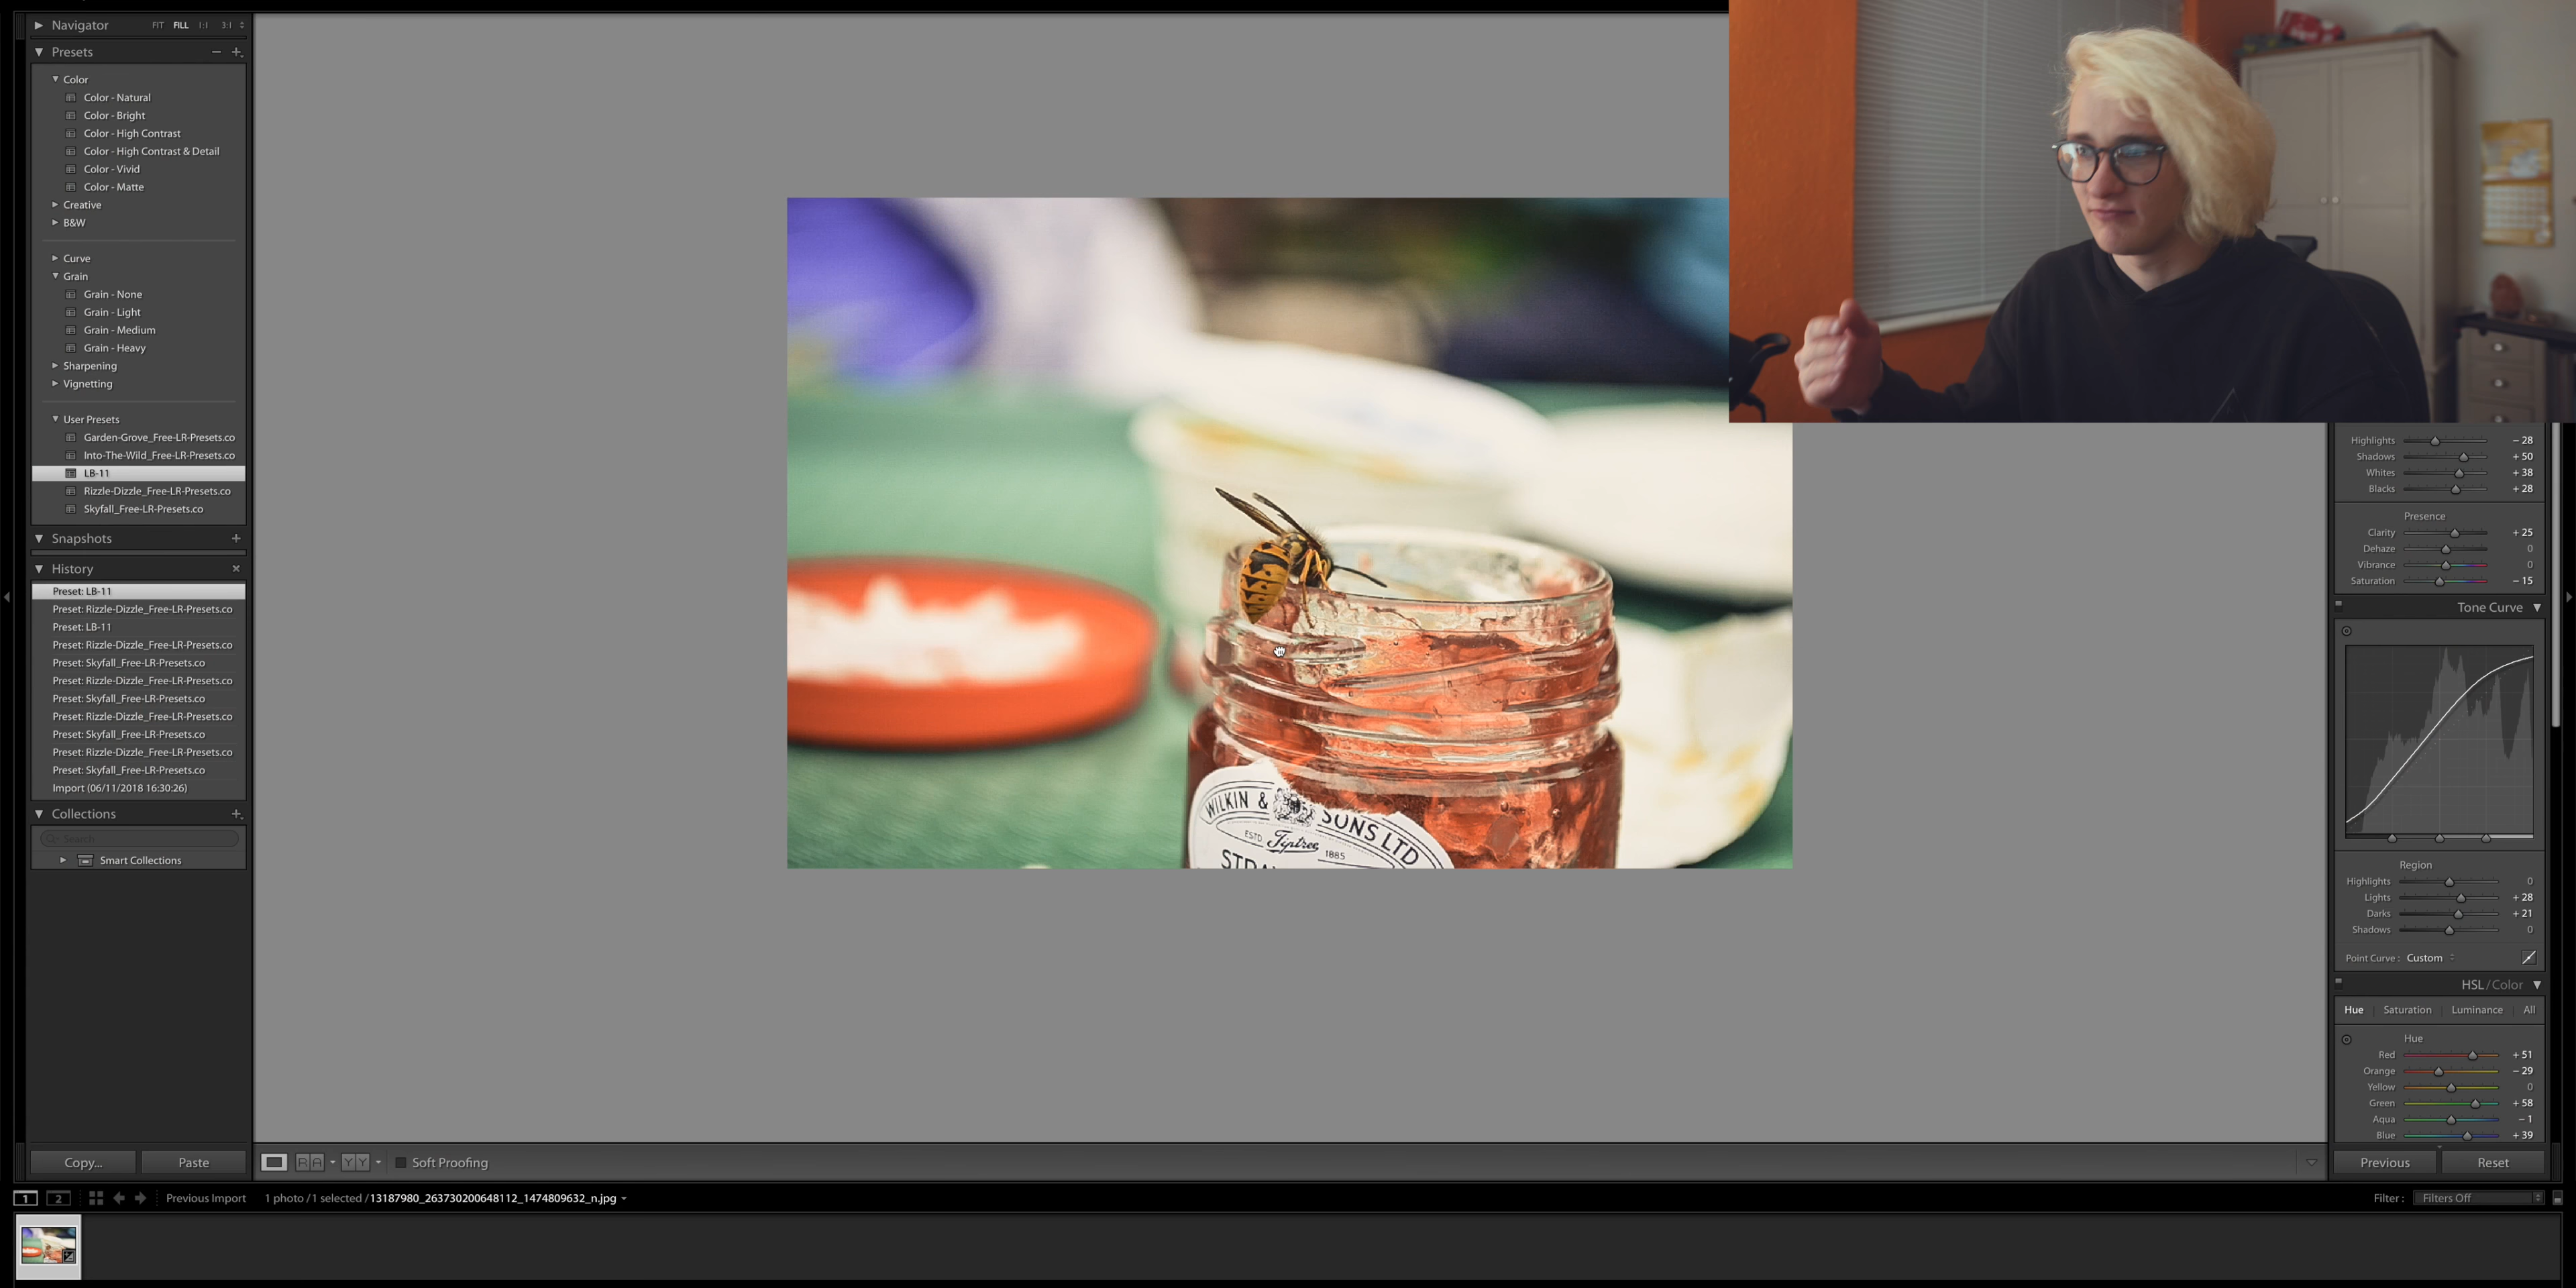 Navigator FIT FILL 1:1 3:1
Presets
Color
Color - Natural
Color - Bright
Color - High Contrast
Color - High Contrast & Detail
Color - Vivid
Color - Matte
Creative
B&W
Curve
Grain
Grain - None
Grain - Light
Grain - Medium
Grain - Heavy
Sharpening
Vignetting
User Presets
Garden-Grove_Free-LR-Presets.co
Into-The-Wild_Free-LR-Presets.co
LB-11
Rizzle-Dizzle_Free-LR-Presets.co
Skyfall_Free-LR-Presets.co
Snapshots
History
Preset: LB-11
Preset: Rizzle-Dizzle_Free-LR-Presets.co
Preset: LB-11
Preset: Rizzle-Dizzle_Free-LR-Presets.co
Preset: Skyfall_Free-LR-Presets.co
Preset: Rizzle-Dizzle_Free-LR-Presets.co
Preset: Skyfall_Free-LR-Presets.co
Preset: Rizzle-Dizzle_Free-LR-Presets.co
Preset: Skyfall_Free-LR-Presets.co
Preset: Rizzle-Dizzle_Free-LR-Presets.co
Preset: Skyfall_Free-LR-Presets.co
Import (06/11/2018 16:30:26)
Collections
Search
Smart Collections
Copy... Paste
WILKIN & SONS LTD
ESTD Tiptree 1885
Highlights - 28
Shadows + 50
Whites + 38
Blacks + 28
Presence
Clarity + 25
Dehaze 0
Vibrance 0
Saturation - 15
Tone Curve
Region
Highlights 0
Lights + 28
Darks + 21
Shadows 0
Point Curve : Custom
HSL / Color
Hue Saturation Luminance All
Hue
Red + 51
Orange - 29
Yellow 0
Green + 58
Aqua - 1
Blue + 39
Previous Reset
R A Y Y Soft Proofing
1 2 Previous Import 1 photo / 1 selected / 13187980_263730200648112_1474809632_n.jpg
Filter : Filters Off